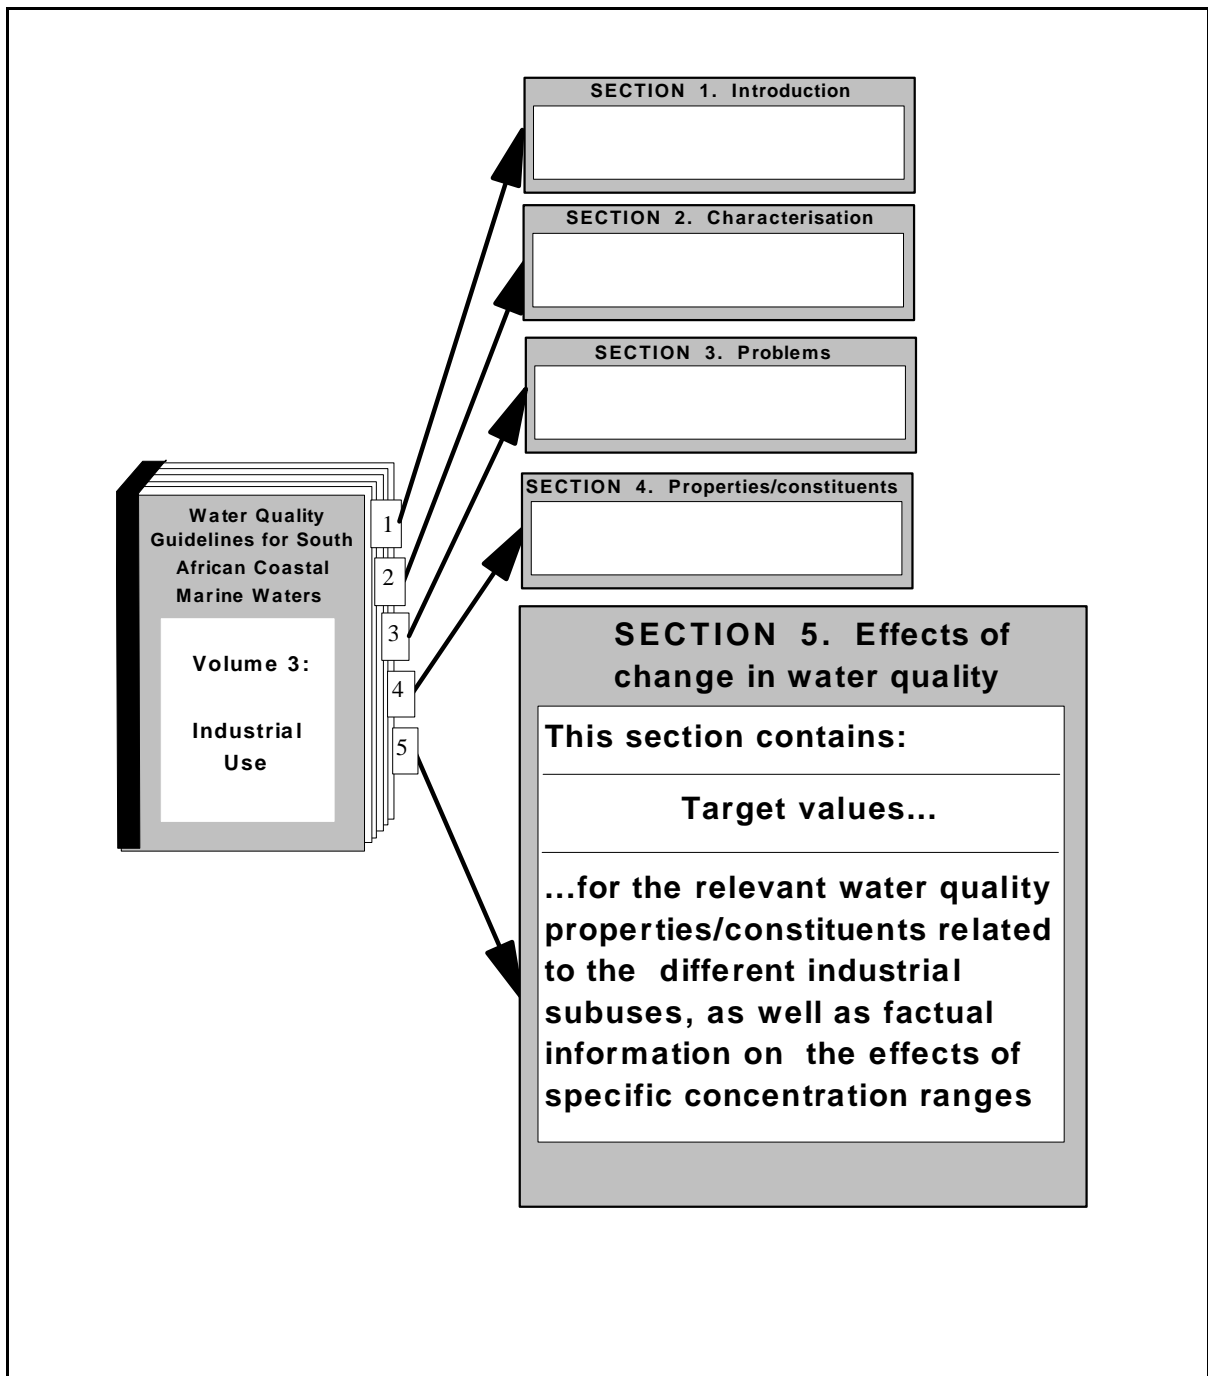 SECTION 1. Introduction
SECTION 2. Characterisation
SECTION 3. Problems
SECTION 4. Properties/constituents
Water Quality
Guidelines for South
African Coastal
Marine Waters
Volume 3:
Industrial
Use
1
2
3
4
5
SECTION 5. Effects of
change in water quality
This section contains:
Target values...
...for the relevant water quality
properties/constituents related
to the different industrial
subuses, as well as factual
information on the effects of
specific concentration ranges